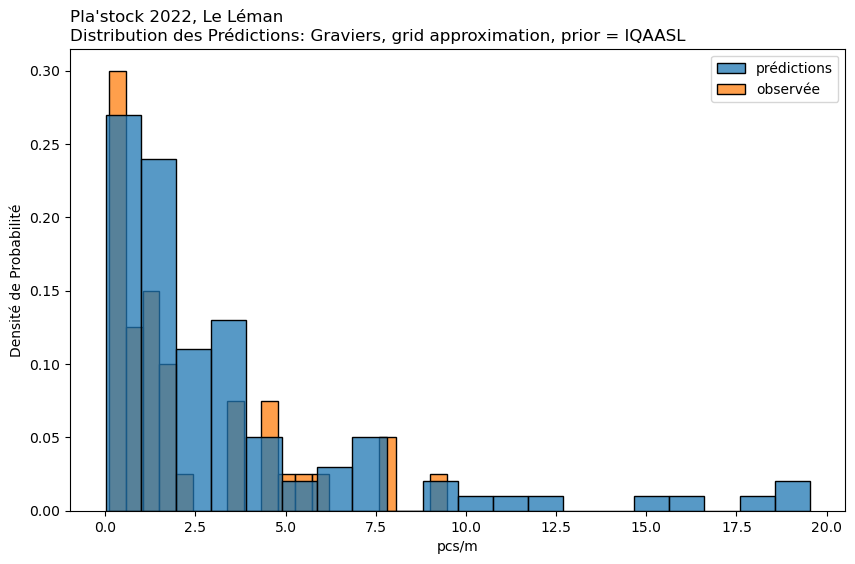 Pla'stock 2022, Le Léman
Distribution des Prédictions: Graviers, grid approximation, prior = IQAASL
prédictions
observée
Densité de Probabilité
0.30
0.25
0.20
0.15
0.10
0.05
0.00
0.0 2.5 5.0 7.5 10.0 12.5 15.0 17.5 20.0
pcs/m